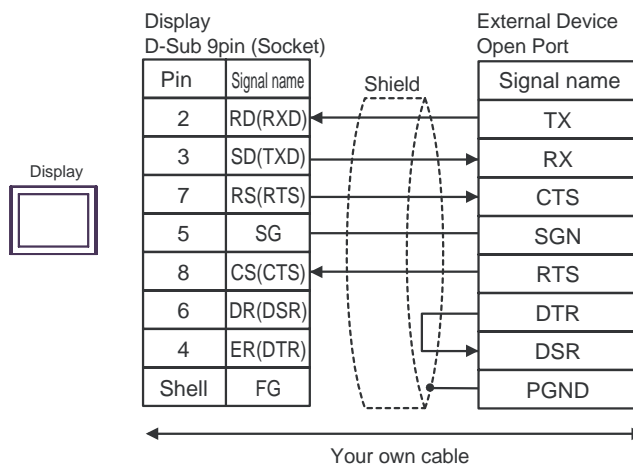 Display
D-Sub 9pin (Socket)
External Device
Open Port
Pin Signal name
Shield
Signal name
2 RD(RXD) TX
3 SD(TXD) RX
Display
7 RS(RTS) CTS
5 SG SGN
8 CS(CTS) RTS
6 DR(DSR) DTR
4 ER(DTR) DSR
Shell FG PGND
Your own cable